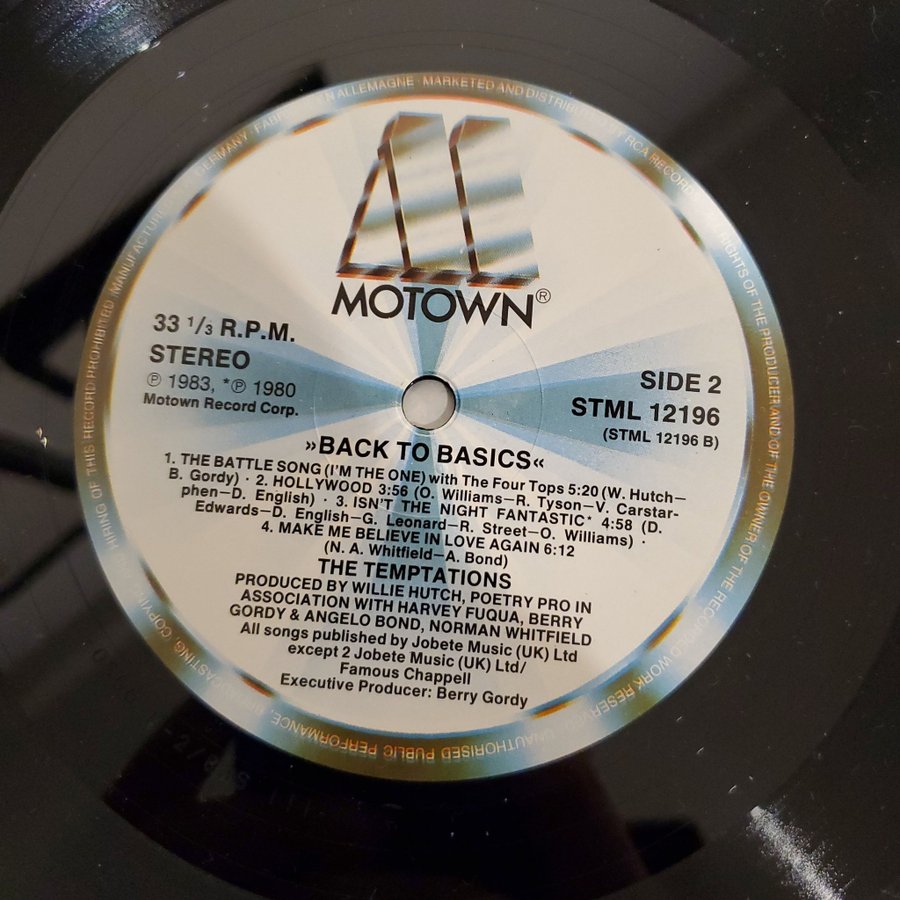 MOTOWN®
33 1/3 R.P.M.
STEREO
℗ 1983, *℗ 1980
Motown Record Corp.
SIDE 2
STML 12196
(STML 12196 B)
»BACK TO BASICS«
1. THE BATTLE SONG (I'M THE ONE) with The Four Tops 5:20 (W. Hutch–
B. Gordy) · 2. HOLLYWOOD 3:56 (O. Williams–R. Tyson–V. Carstar-
phen–D. English) · 3. ISN'T THE NIGHT FANTASTIC* 4:58 (D.
Edwards–D. English–G. Leonard–R. Street–O. Williams) ·
4. MAKE ME BELIEVE IN LOVE AGAIN 6:12
(N. A. Whitfield–A. Bond)
THE TEMPTATIONS
PRODUCED BY WILLIE HUTCH, POETRY PRO IN
ASSOCIATION WITH HARVEY FUQUA, BERRY
GORDY & ANGELO BOND, NORMAN WHITFIELD
All songs published by Jobete Music (UK) Ltd
except 2 Jobete Music (UK) Ltd/
Famous Chappell
Executive Producer: Berry Gordy
GERMANY · ALLEMAGNE MARKETED AND DISTRIBUTED BY RCA RECORDS RIGHTS OF THE PRODUCER AND OF THE OWNER OF THE RECORDED WORK RESERVED UNAUTHORISED PUBLIC PERFORMANCE, BROADCASTING, COPYING HIRING OF THIS RECORD PROHIBITED MANUFACTURED